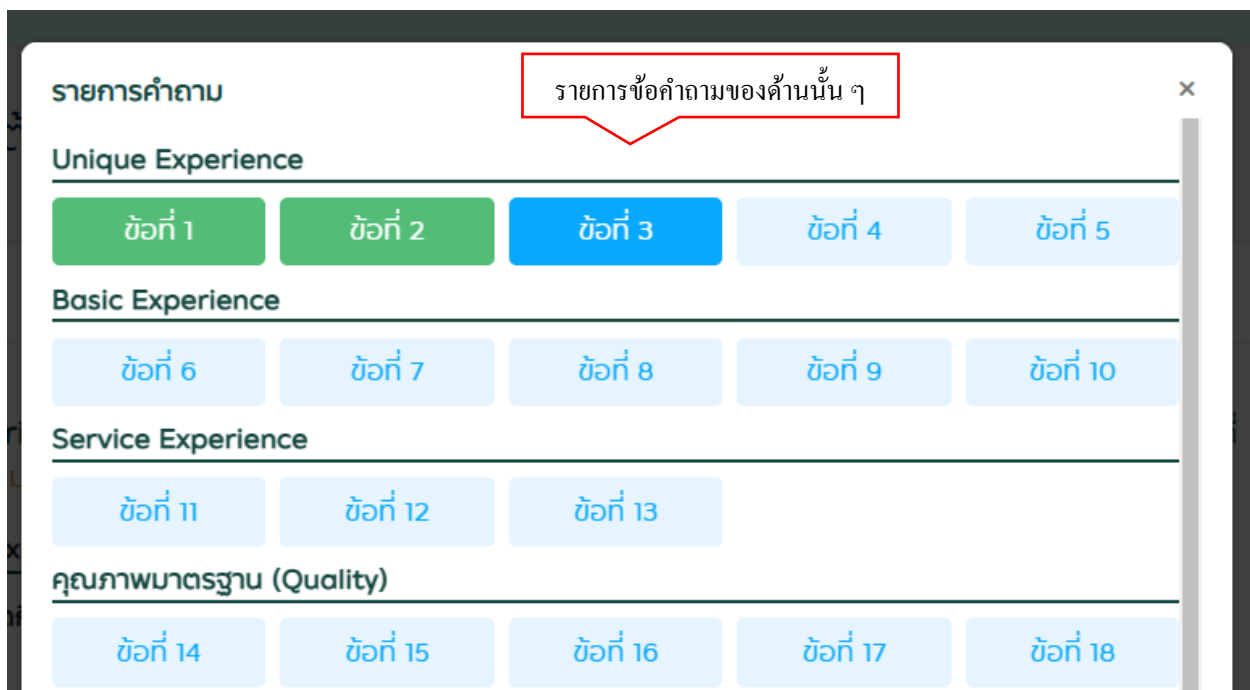 รายการคำถาม
รายการข้อคำถามของด้านนั้น ๆ
×
Unique Experience
ข้อที่ 1 ข้อที่ 2 ข้อที่ 3 ข้อที่ 4 ข้อที่ 5
Basic Experience
ข้อที่ 6 ข้อที่ 7 ข้อที่ 8 ข้อที่ 9 ข้อที่ 10
Service Experience
ข้อที่ 11 ข้อที่ 12 ข้อที่ 13
คุณภาพมาตรฐาน (Quality)
ข้อที่ 14 ข้อที่ 15 ข้อที่ 16 ข้อที่ 17 ข้อที่ 18